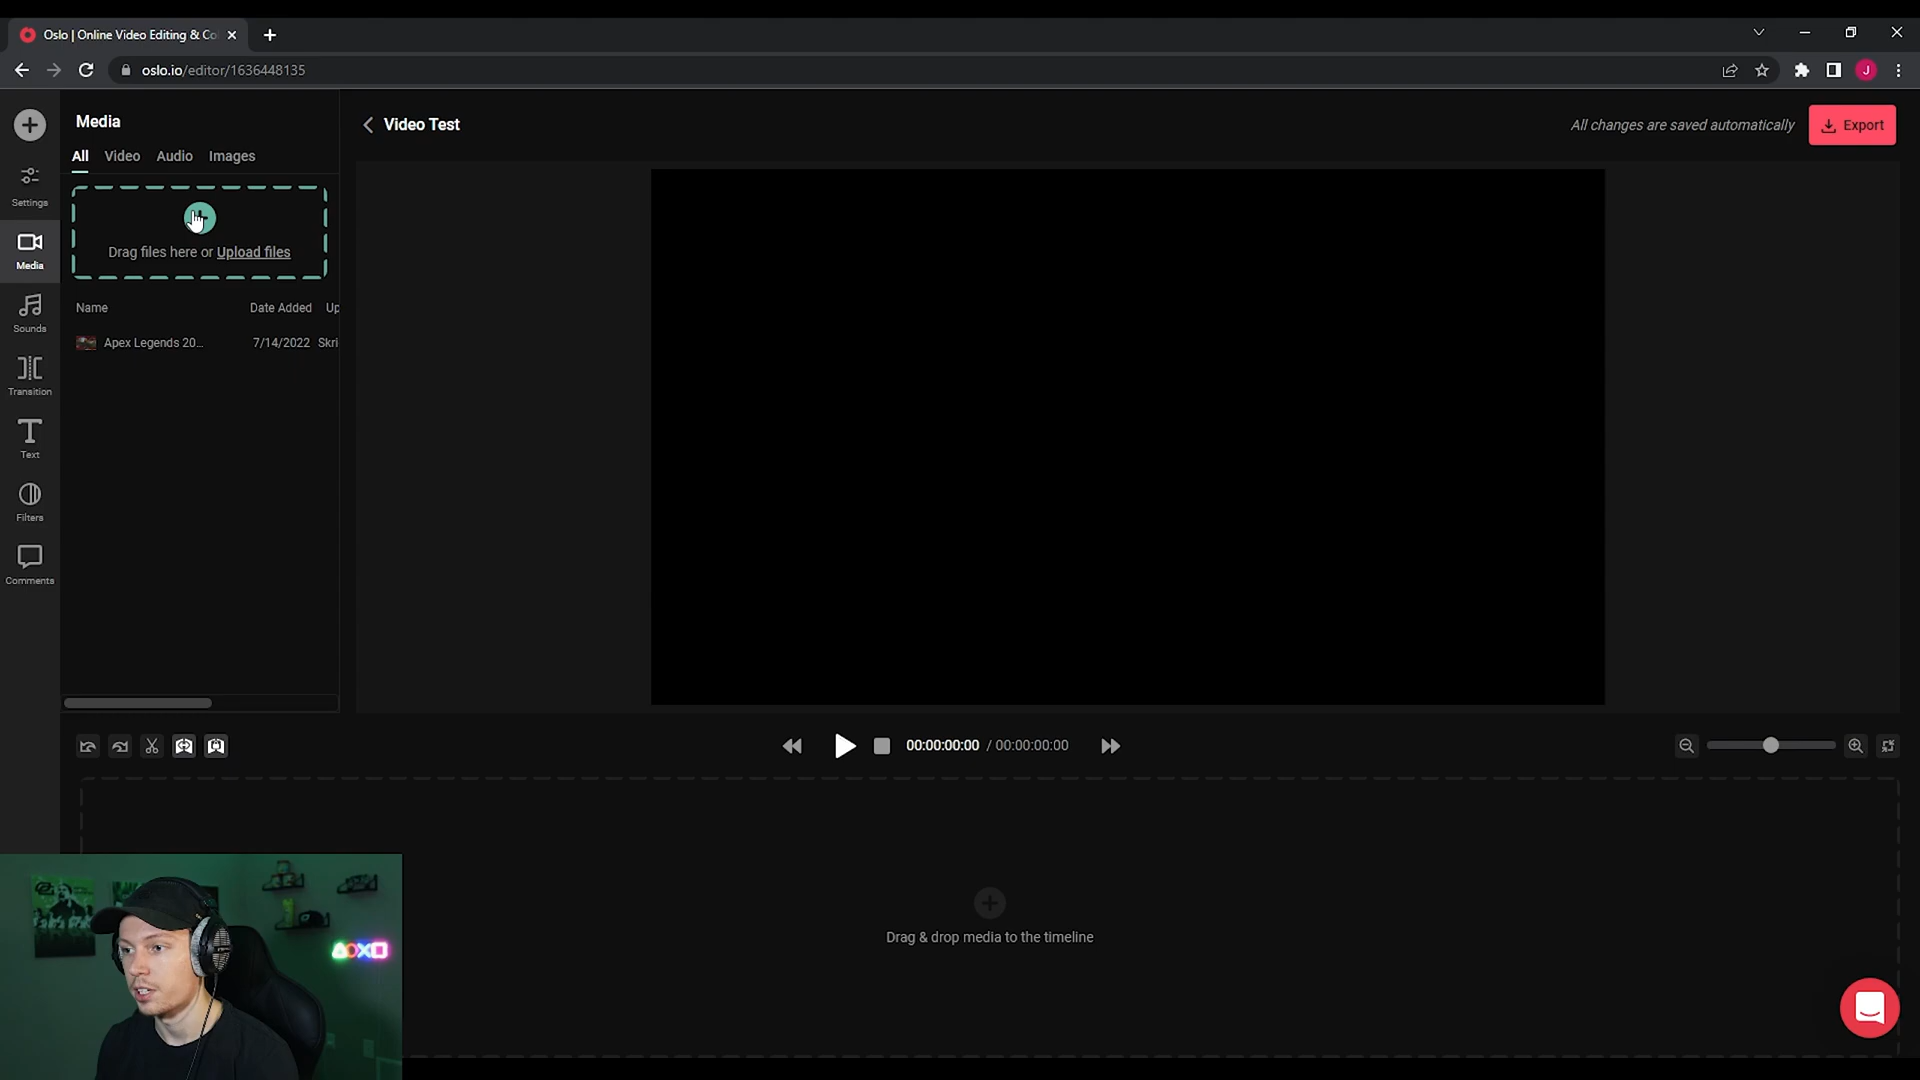 Oslo | Online Video Editing & Co
oslo.io/editor/1636448135
J
Media
Video Test
All changes are saved automatically
Export
All Video Audio Images
Settings
Drag files here or Upload files
Media
Name Date Added Up
Sounds
Apex Legends 20... 7/14/2022 Skri
Transition
Text
Filters
Comments
00:00:00:00 / 00:00:00:00
Drag & drop media to the timeline